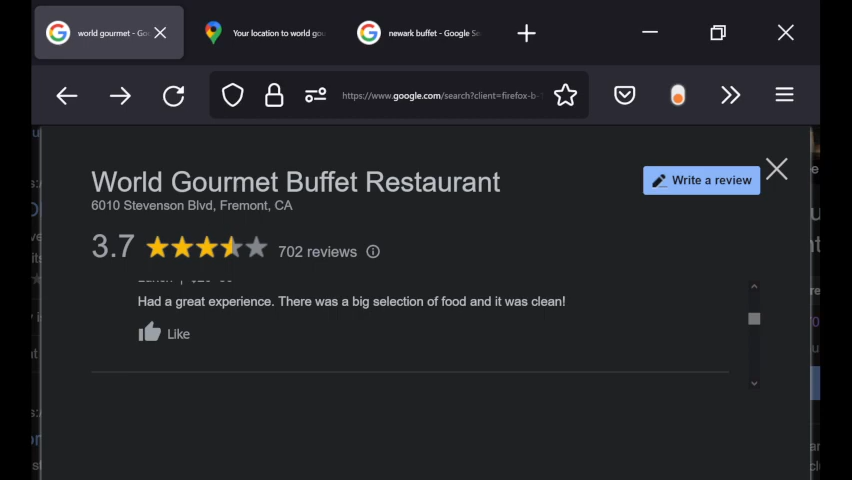 world gourmet - Goo
Your location to world gou
newark buffet - Google Se
https://www.google.com/search?client=firefox-b-
World Gourmet Buffet Restaurant
Write a review
6010 Stevenson Blvd, Fremont, CA
3.7
702 reviews
Had a great experience. There was a big selection of food and it was clean!
Like